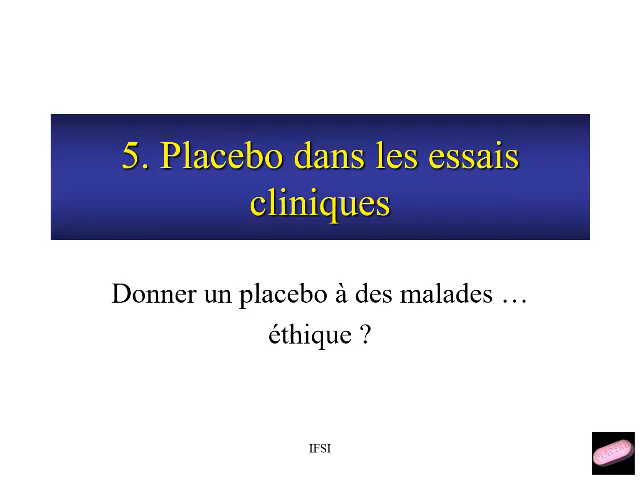 5. Placebo dans les essais
cliniques
Donner un placebo à des malades …
éthique ?
IFSI